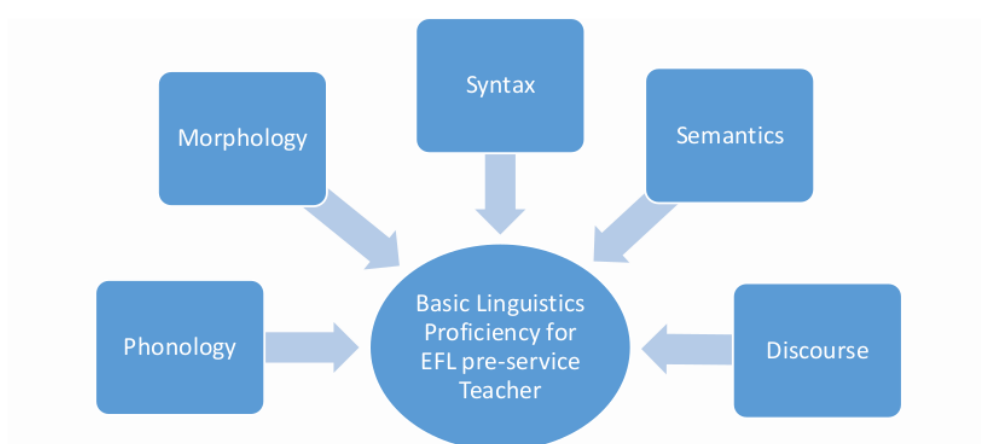 Syntax
Morphology
Semantics
Basic Linguistics
Proficiency for
EFL pre-service
Teacher
Phonology
Discourse